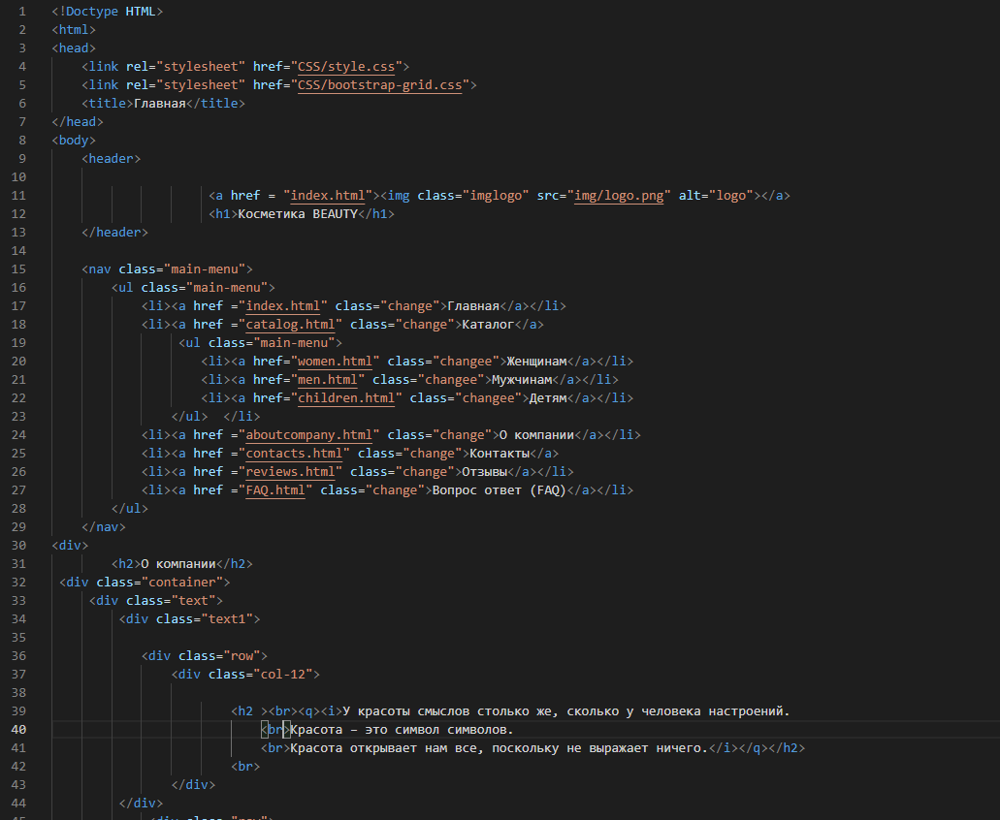 1 <!Doctype HTML>
2 <html>
3 <head>
4 <link rel="stylesheet" href="CSS/style.css">
5 <link rel="stylesheet" href="CSS/bootstrap-grid.css">
6 <title>Главная</title>
7 </head>
8 <body>
9 <header>
10
11 <a href = "index.html"><img class="imglogo" src="img/logo.png" alt="logo"></a>
12 <h1>Косметика BEAUTY</h1>
13 </header>
14
15 <nav class="main-menu">
16 <ul class="main-menu">
17 <li><a href ="index.html" class="change">Главная</a></li>
18 <li><a href ="catalog.html" class="change">Каталог</a>
19 <ul class="main-menu">
20 <li><a href="women.html" class="changee">Женщинам</a></li>
21 <li><a href="men.html" class="changee">Мужчинам</a></li>
22 <li><a href="children.html" class="changee">Детям</a></li>
23 </ul> </li>
24 <li><a href ="aboutcompany.html" class="change">О компании</a></li>
25 <li><a href ="contacts.html" class="change">Контакты</a>
26 <li><a href ="reviews.html" class="change">Отзывы</a></li>
27 <li><a href ="FAQ.html" class="change">Вопрос ответ (FAQ)</a></li>
28 </ul>
29 </nav>
30 <div>
31 <h2>О компании</h2>
32 <div class="container">
33 <div class="text">
34 <div class="text1">
35
36 <div class="row">
37 <div class="col-12">
38
39 <h2 ><br><q><i>У красоты смыслов столько же, сколько у человека настроений.
40 <br>Красота – это символ символов.
41 <br>Красота открывает нам все, поскольку не выражает ничего.</i></q></h2>
42 <br>
43 </div>
44 </div>
45 <div class="row">